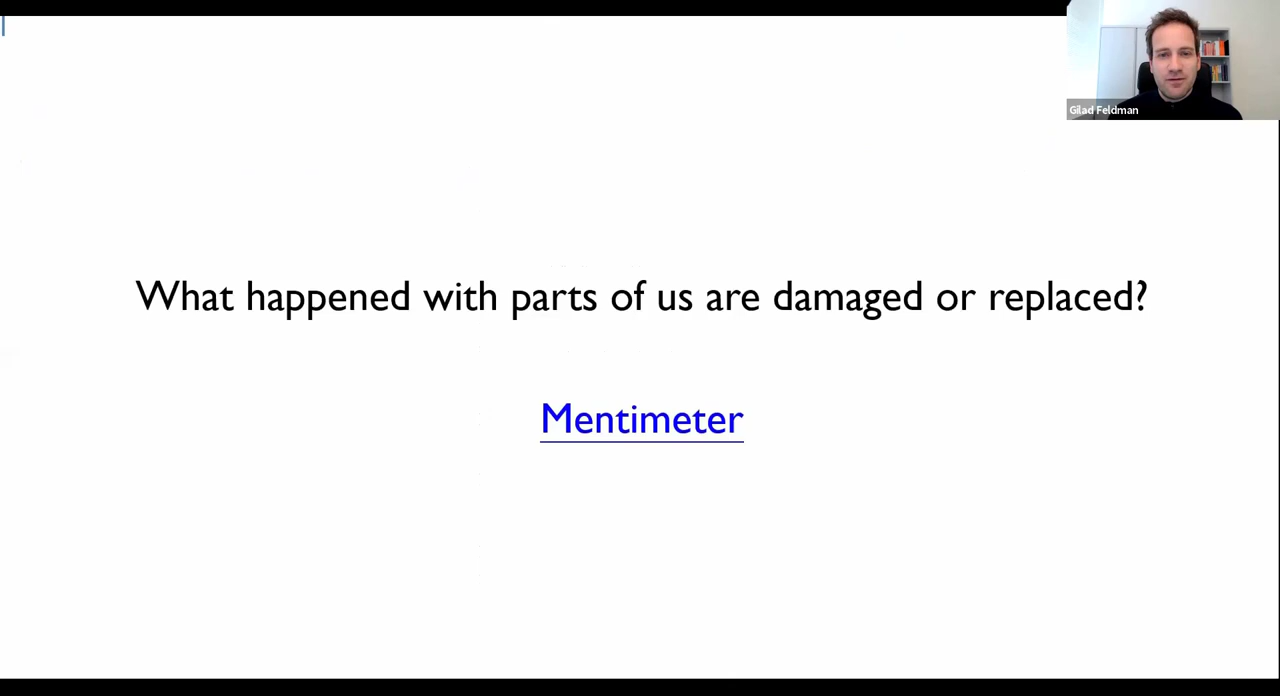 Gilad Feldman
What happened with parts of us are damaged or replaced?
Mentimeter